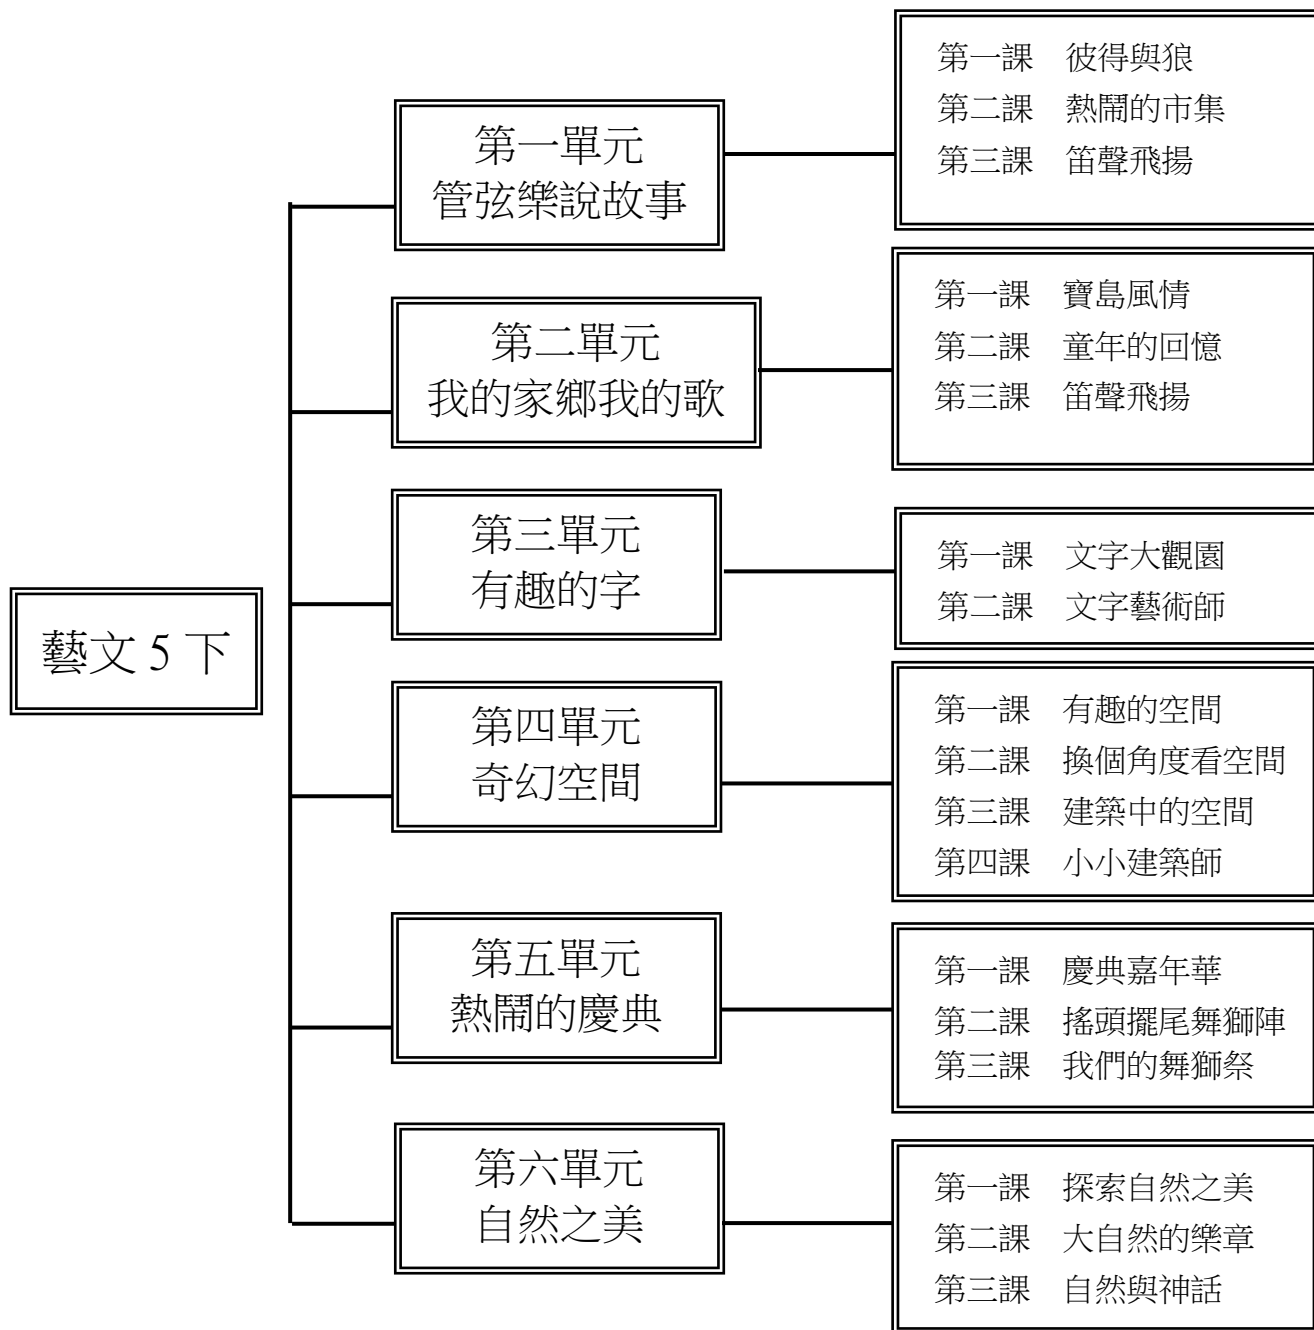 藝文 5 下
第一單元
管弦樂說故事
第一課　彼得與狼
第二課　熱鬧的市集
第三課　笛聲飛揚
第二單元
我的家鄉我的歌
第一課　寶島風情
第二課　童年的回憶
第三課　笛聲飛揚
第三單元
有趣的字
第一課　文字大觀園
第二課　文字藝術師
第四單元
奇幻空間
第一課　有趣的空間
第二課　換個角度看空間
第三課　建築中的空間
第四課　小小建築師
第五單元
熱鬧的慶典
第一課　慶典嘉年華
第二課　搖頭擺尾舞獅陣
第三課　我們的舞獅祭
第六單元
自然之美
第一課　探索自然之美
第二課　大自然的樂章
第三課　自然與神話